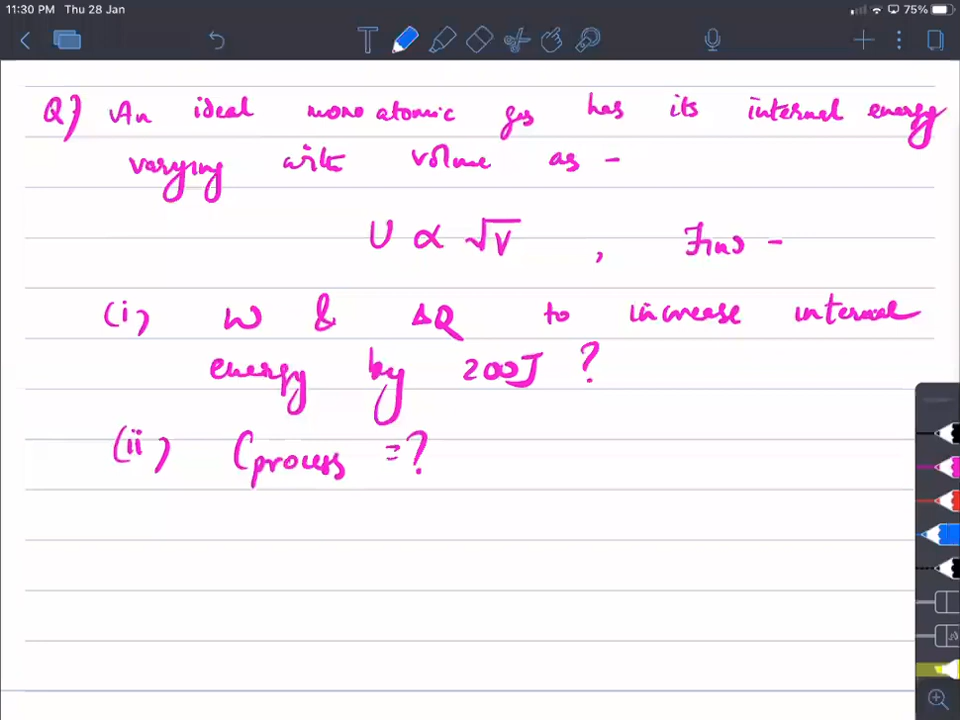 11:30 PM Thu 28 Jan 75%
Q) An ideal mono atomic gas has its internal energy
varying with volume as -
U ∝ √V , Find -
(i) W & ΔQ to increase internal
energy by 200J ?
(ii) Cprocess = ?